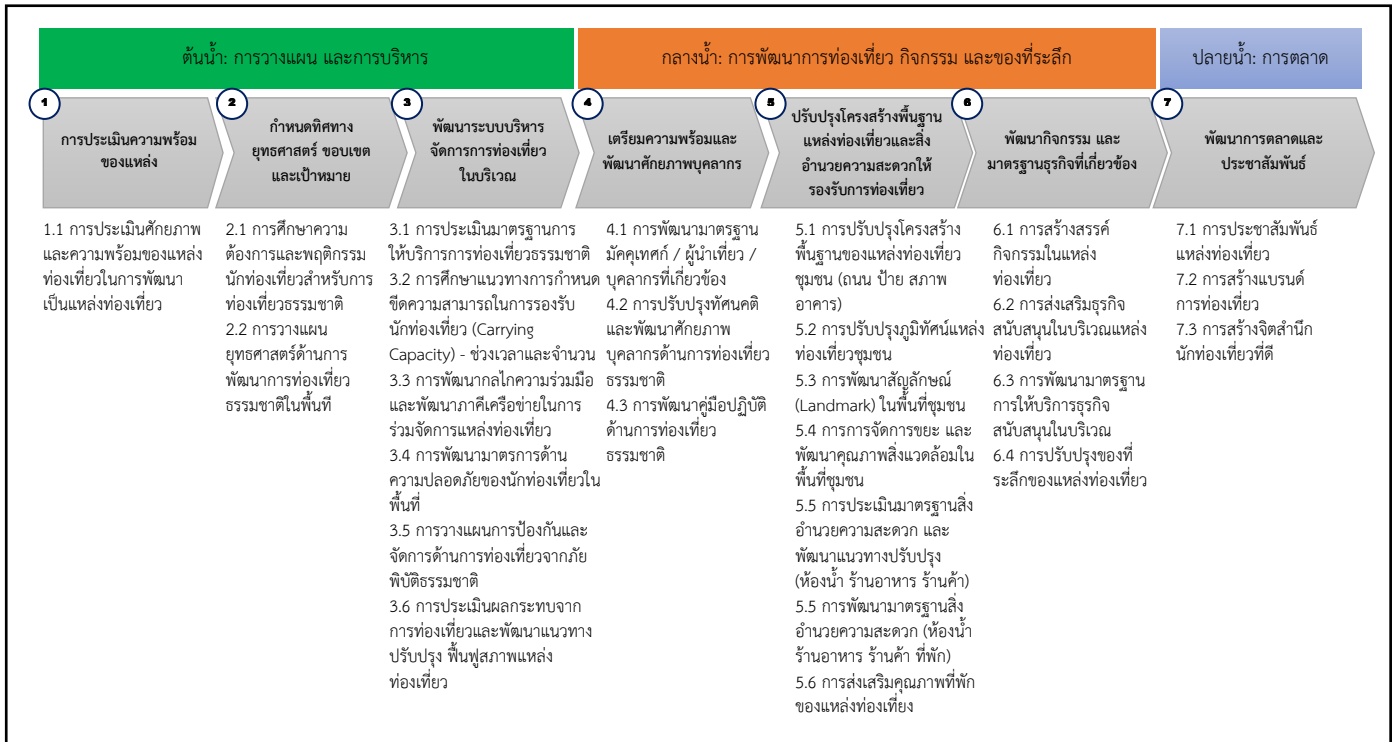 ต้นน้ำ: การวางแผน และการบริหาร
กลางน้ำ: การพัฒนาการท่องเที่ยว กิจกรรม และของที่ระลึก
ปลายน้ำ: การตลาด
1
การประเมินความพร้อม
ของแหล่ง
2
กำหนดทิศทาง
ยุทธศาสตร์ ขอบเขต
และเป้าหมาย
3
พัฒนาระบบบริหาร
จัดการการท่องเที่ยว
ในบริเวณ
4
เตรียมความพร้อมและ
พัฒนาศักยภาพบุคลากร
5
ปรับปรุงโครงสร้างพื้นฐาน
แหล่งท่องเที่ยวและสิ่ง
อำนวยความสะดวกให้
รองรับการท่องเที่ยว
6
พัฒนากิจกรรม และ
มาตรฐานธุรกิจที่เกี่ยวข้อง
7
พัฒนาการตลาดและ
ประชาสัมพันธ์
1.1 การประเมินศักยภาพ
และความพร้อมของแหล่ง
ท่องเที่ยวในการพัฒนา
เป็นแหล่งท่องเที่ยว
2.1 การศึกษาความ
ต้องการและพฤติกรรม
นักท่องเที่ยวสำหรับการ
ท่องเที่ยวธรรมชาติ
2.2 การวางแผน
ยุทธศาสตร์ด้านการ
พัฒนาการท่องเที่ยว
ธรรมชาติในพื้นที่
3.1 การประเมินมาตรฐานการ
ให้บริการการท่องเที่ยวธรรมชาติ
3.2 การศึกษาแนวทางการกำหนด
ขีดความสามารถในการรองรับ
นักท่องเที่ยว (Carrying
Capacity) - ช่วงเวลาและจำนวน
3.3 การพัฒนากลไกความร่วมมือ
และพัฒนาภาคีเครือข่ายในการ
ร่วมจัดการแหล่งท่องเที่ยว
3.4 การพัฒนามาตรการด้าน
ความปลอดภัยของนักท่องเที่ยวใน
พื้นที่
3.5 การวางแผนการป้องกันและ
จัดการด้านการท่องเที่ยวจากภัย
พิบัติธรรมชาติ
3.6 การประเมินผลกระทบจาก
การท่องเที่ยวและพัฒนาแนวทาง
ปรับปรุง ฟื้นฟูสภาพแหล่ง
ท่องเที่ยว
4.1 การพัฒนามาตรฐาน
มัคคุเทศก์ / ผู้นำเที่ยว /
บุคลากรที่เกี่ยวข้อง
4.2 การปรับปรุงทัศนคติ
และพัฒนาศักยภาพ
บุคลากรด้านการท่องเที่ยว
ธรรมชาติ
4.3 การพัฒนาคู่มือปฏิบัติ
ด้านการท่องเที่ยว
ธรรมชาติ
5.1 การปรับปรุงโครงสร้าง
พื้นฐานของแหล่งท่องเที่ยว
ชุมชน (ถนน ป้าย สภาพ
อาคาร)
5.2 การปรับปรุงภูมิทัศน์แหล่ง
ท่องเที่ยวชุมชน
5.3 การพัฒนาสัญลักษณ์
(Landmark) ในพื้นที่ชุมชน
5.4 การการจัดการขยะ และ
พัฒนาคุณภาพสิ่งแวดล้อมใน
พื้นที่ชุมชน
5.5 การประเมินมาตรฐานสิ่ง
อำนวยความสะดวก และ
พัฒนาแนวทางปรับปรุง
(ห้องน้ำ ร้านอาหาร ร้านค้า)
5.5 การพัฒนามาตรฐานสิ่ง
อำนวยความสะดวก (ห้องน้ำ
ร้านอาหาร ร้านค้า ที่พัก)
5.6 การส่งเสริมคุณภาพที่พัก
ของแหล่งท่องเที่ยง
6.1 การสร้างสรรค์
กิจกรรมในแหล่ง
ท่องเที่ยว
6.2 การส่งเสริมธุรกิจ
สนับสนุนในบริเวณแหล่ง
ท่องเที่ยว
6.3 การพัฒนามาตรฐาน
การให้บริการธุรกิจ
สนับสนุนในบริเวณ
6.4 การปรับปรุงของที่
ระลึกของแหล่งท่องเที่ยว
7.1 การประชาสัมพันธ์
แหล่งท่องเที่ยว
7.2 การสร้างแบรนด์
การท่องเที่ยว
7.3 การสร้างจิตสำนึก
นักท่องเที่ยวที่ดี